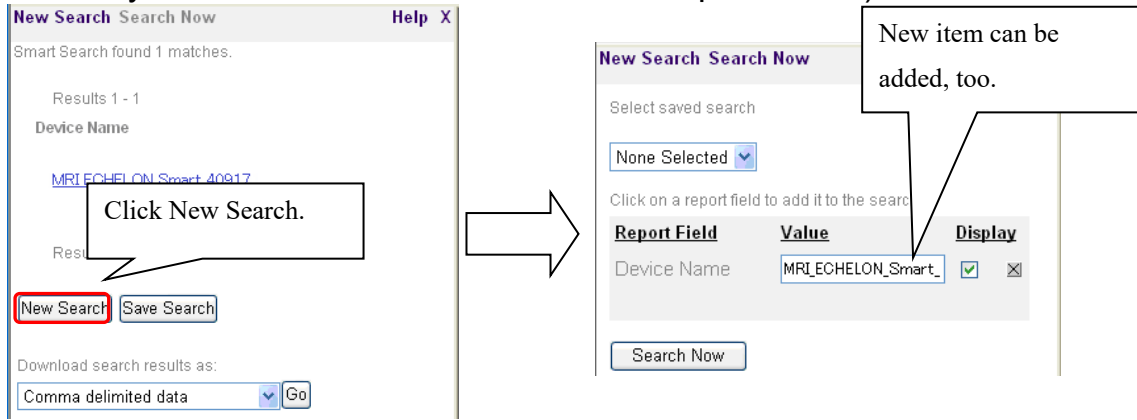 New Search Search Now Help X
Smart Search found 1 matches.
Results 1 - 1
Device Name
MRI ECHELON Smart 40917
Click New Search.
New Search Save Search
Download search results as:
Comma delimited data Go
New item can be
added, too.
New Search Search Now
Select saved search
None Selected
Click on a report field to add it to the searc
Report Field Value Display
Device Name MRI_ECHELON_Smart_
Search Now